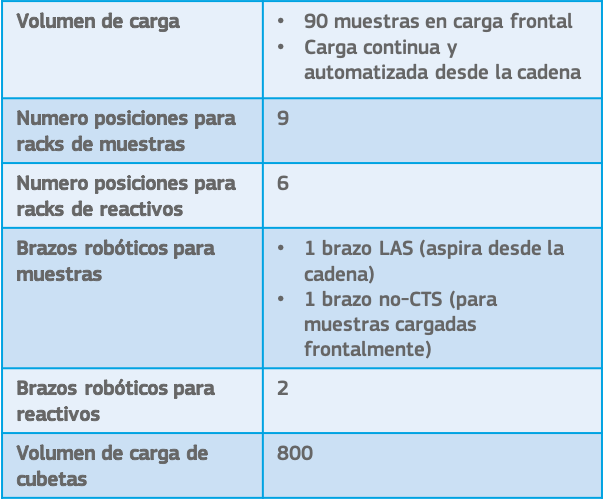 Volumen de carga
• 90 muestras en carga frontal
• Carga continua y
automatizada desde la cadena
Numero posiciones para
racks de muestras
9
Numero posiciones para
racks de reactivos
6
Brazos robóticos para
muestras
• 1 brazo LAS (aspira desde la
cadena)
• 1 brazo no-CTS (para
muestras cargadas
frontalmente)
Brazos robóticos para
reactivos
2
Volumen de carga de
cubetas
800